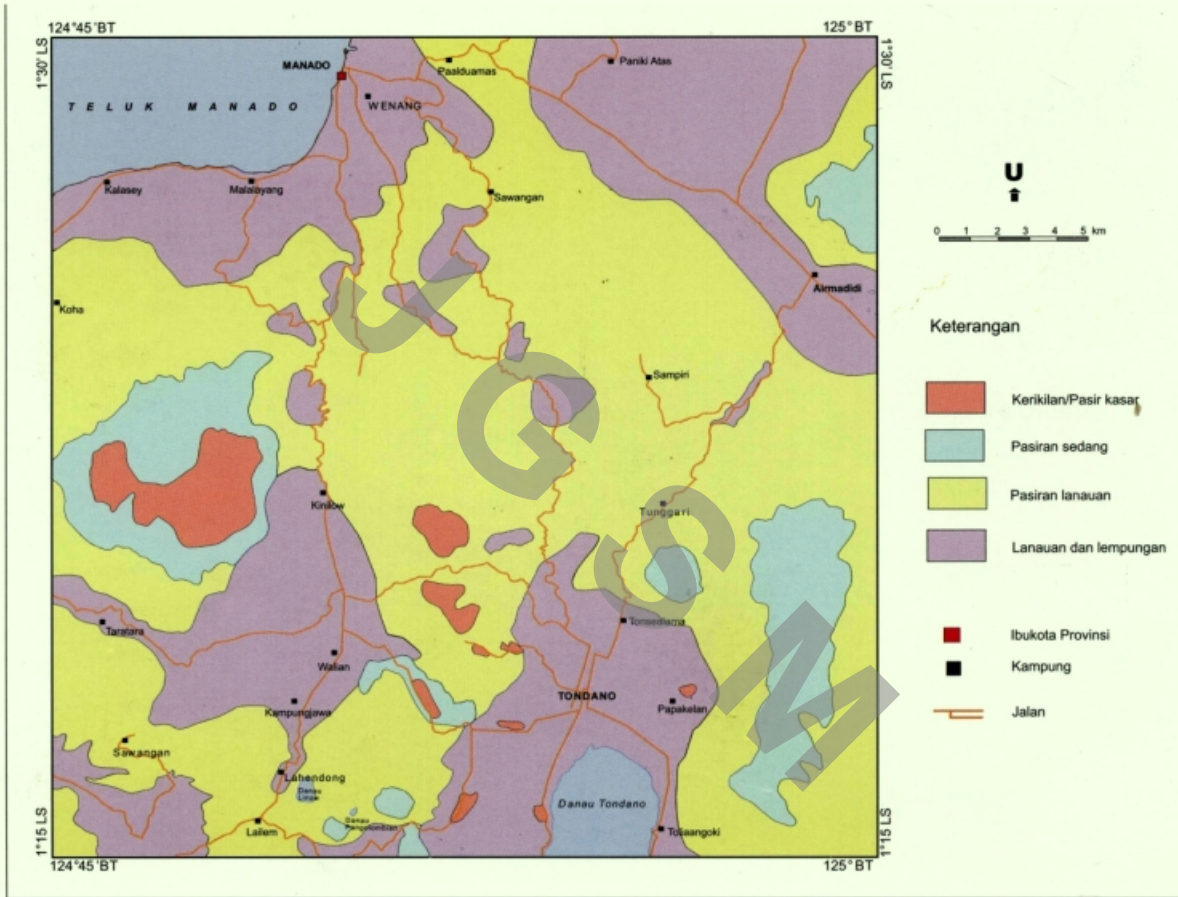 124°45' BT
125° BT
1°30' LS
1°30' LS
MANADO
Paalduamas
Paniki Atas
TELUK MANADO
WENANG
Kalasey
Malalayang
Sawangan
Koha
Airmadidi
Sampiri
Kinilow
Tunggari
Taratara
Tonsealama
Walian
TONDANO
Papakelan
Kampungjawa
Sawangan
Lahendong
Danau
Danau Tondano
Danau
Lailem
Toliaangoki
1°15 LS
1°15 LS
124°45' BT
125° BT
U
0 1 2 3 4 5 km
Keterangan
Kerikilan/Pasir kasar
Pasiran sedang
Pasiran lanauan
Lanauan dan lempungan
Ibukota Provinsi
Kampung
Jalan